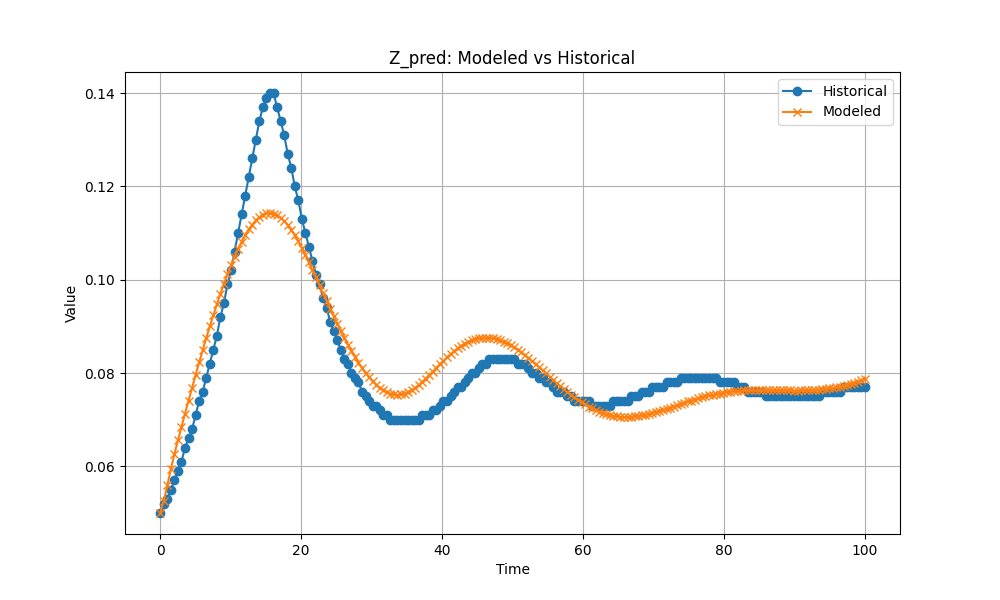 Z_pred: Modeled vs Historical
Historical
Modeled
Value
0.14
0.12
0.10
0.08
0.06
0
20
40
60
80
100
Time